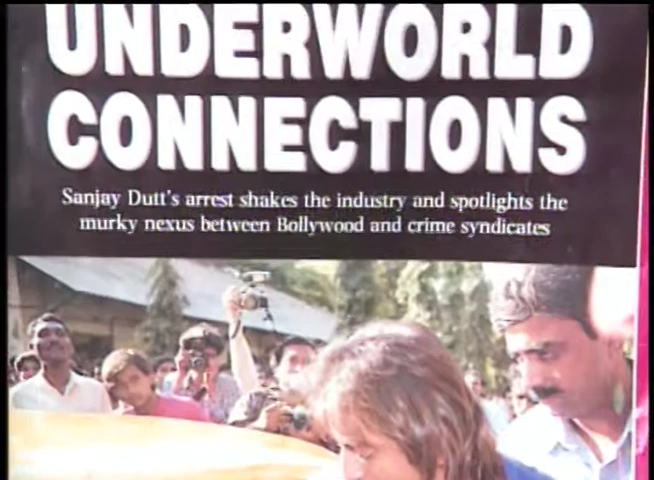 UNDERWORLD
CONNECTIONS
Sanjay Dutt's arrest shakes the industry and spotlights the
murky nexus between Bollywood and crime syndicates